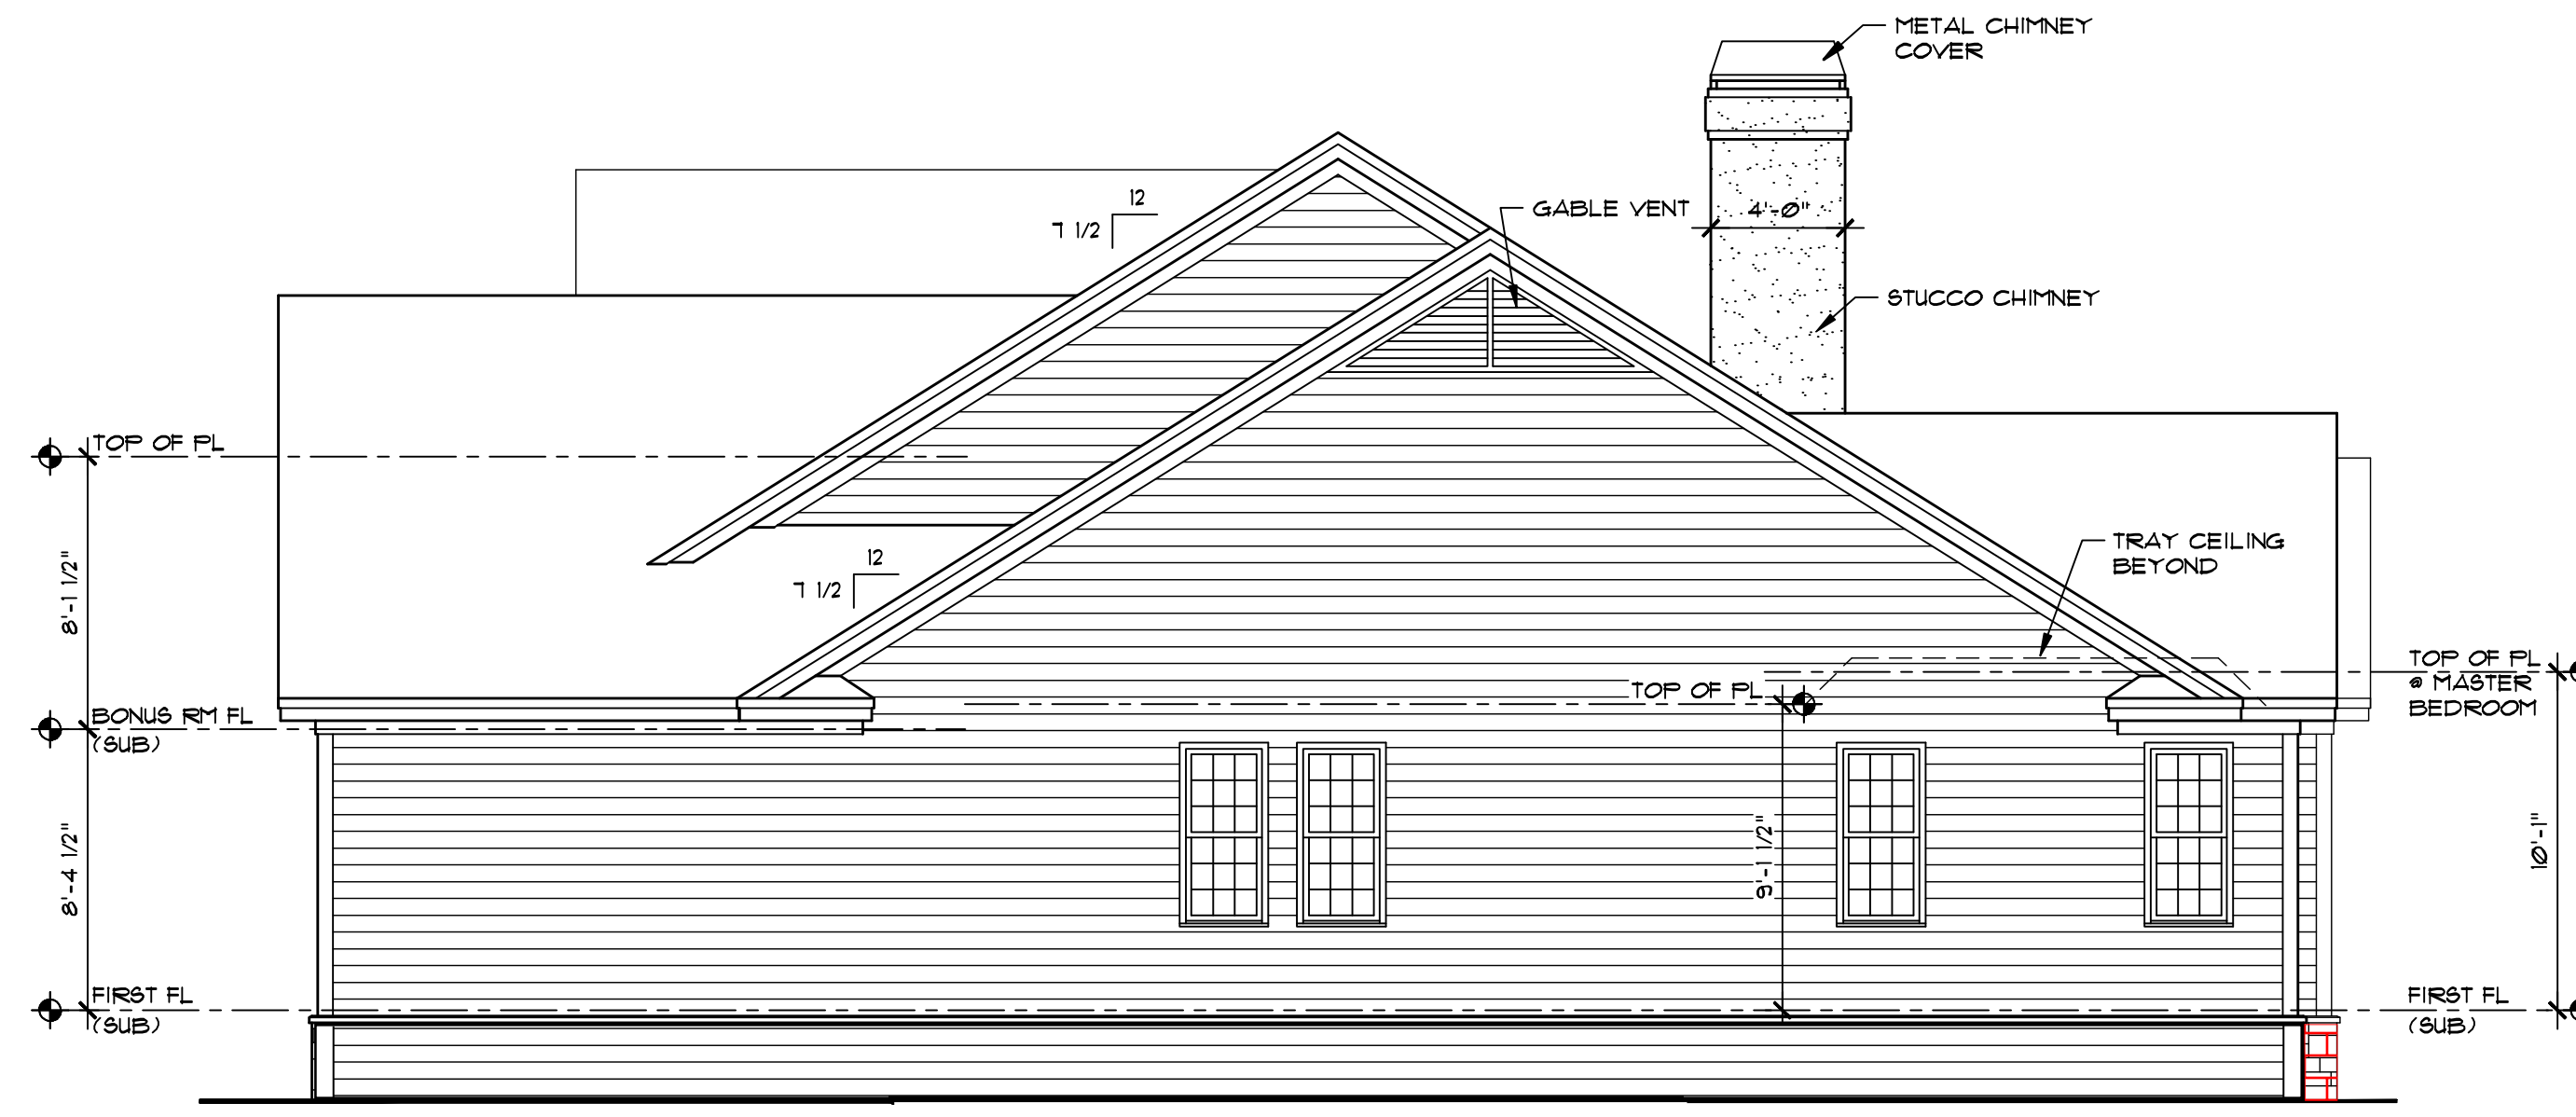 METAL CHIMNEY
COVER
12
7 1/2
GABLE VENT
4'-0"
STUCCO CHIMNEY
TOP OF PL
8'-1 1/2"
12
7 1/2
TRAY CEILING
BEYOND
TOP OF PL
@ MASTER
BEDROOM
TOP OF PL
BONUS RM FL
(SUB)
8'-4 1/2"
9'-1 1/2"
10'-1"
FIRST FL
(SUB)
FIRST FL
(SUB)